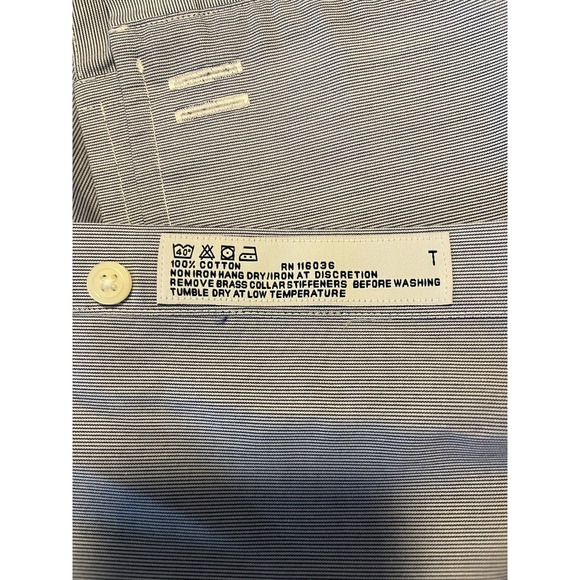 40°
100% COTTON RN 116036
NON IRON HANG DRY/IRON AT DISCRETION
REMOVE BRASS COLLAR STIFFENERS BEFORE WASHING
TUMBLE DRY AT LOW TEMPERATURE
T